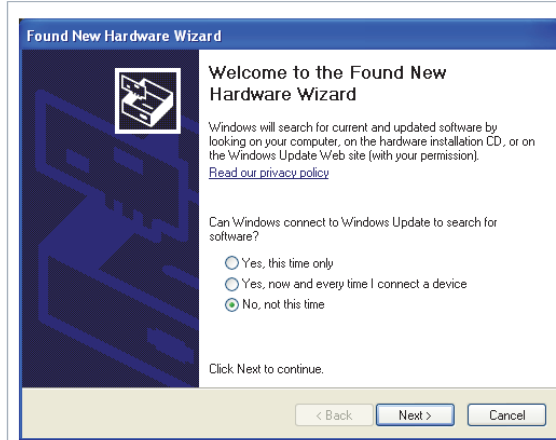 Found New Hardware Wizard
Welcome to the Found New
Hardware Wizard
Windows will search for current and updated software by
looking on your computer, on the hardware installation CD, or on
the Windows Update Web site (with your permission).
Read our privacy policy
Can Windows connect to Windows Update to search for
software?
Yes, this time only
Yes, now and every time I connect a device
No, not this time
Click Next to continue.
< Back
Next >
Cancel